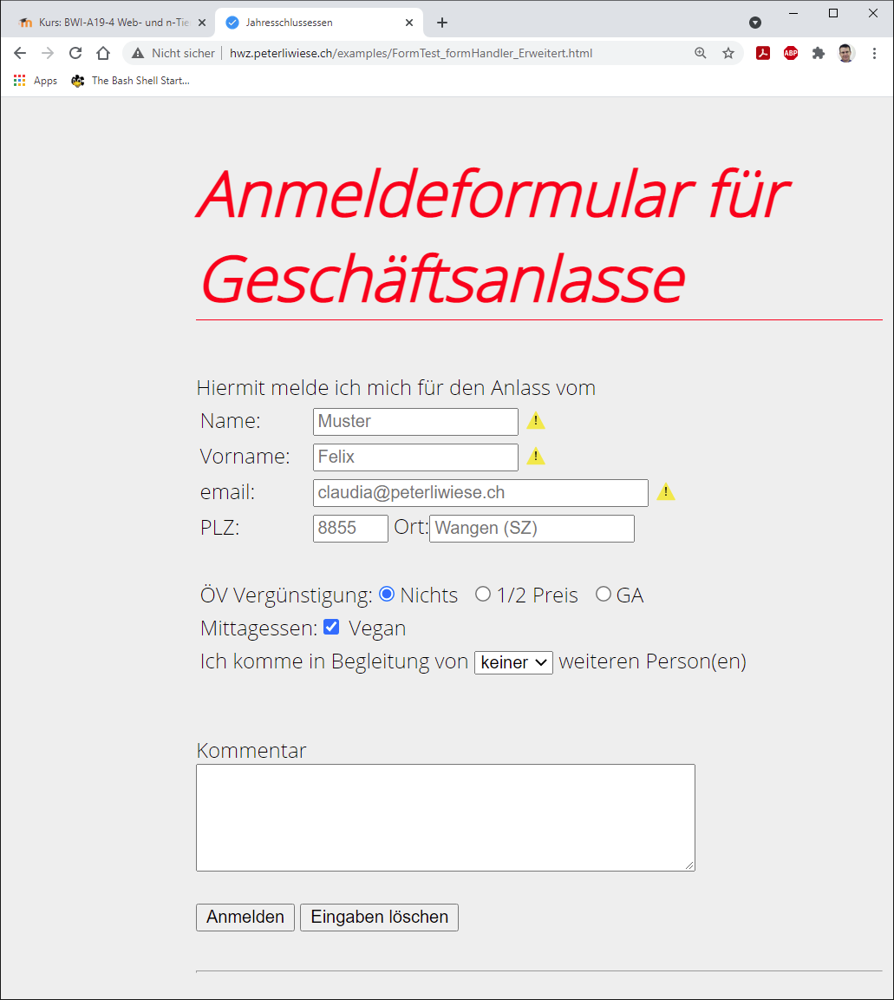 Kurs: BWI-A19-4 Web- und n-Tie
Jahresschlussessen
Nicht sicher
hwz.peterliwiese.ch/examples/FormTest_formHandler_Erweitert.html
ABP
Apps
The Bash Shell Start...
Anmeldeformular für
Geschäftsanlasse
Hiermit melde ich mich für den Anlass vom
Name: Muster
Vorname: Felix
email: claudia@peterliwiese.ch
PLZ: 8855 Ort: Wangen (SZ)
ÖV Vergünstigung: Nichts 1/2 Preis GA
Mittagessen: Vegan
Ich komme in Begleitung von keiner weiteren Person(en)
Kommentar
Anmelden Eingaben löschen